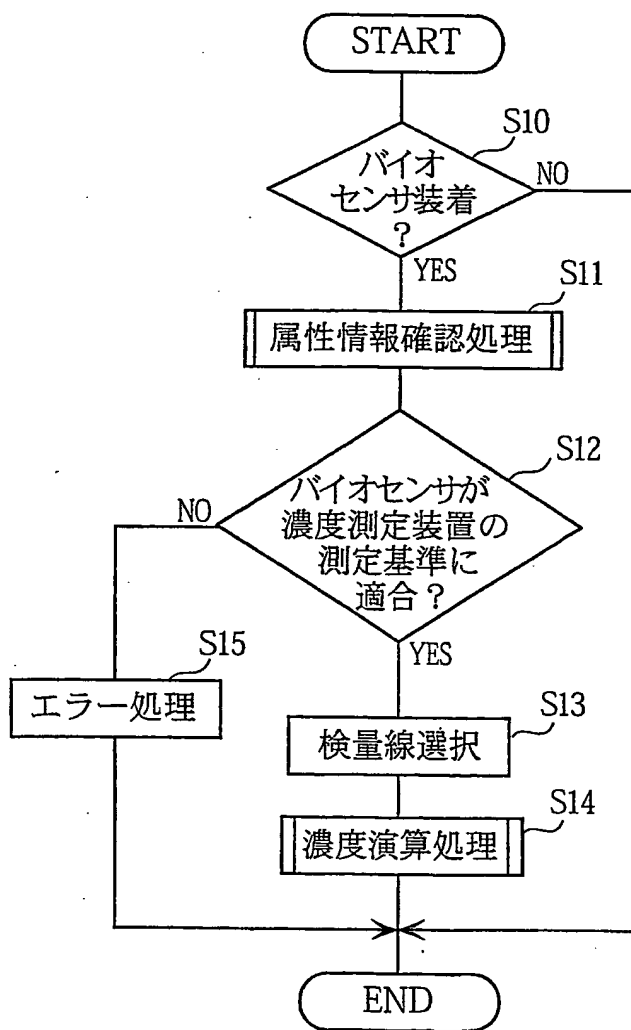 START
S10
バイオ
センサ装着
?
NO
YES
S11
属性情報確認処理
S12
バイオセンサが
濃度測定装置の
測定基準に
適合?
NO
YES
S15
エラー処理
S13
検量線選択
S14
濃度演算処理
END